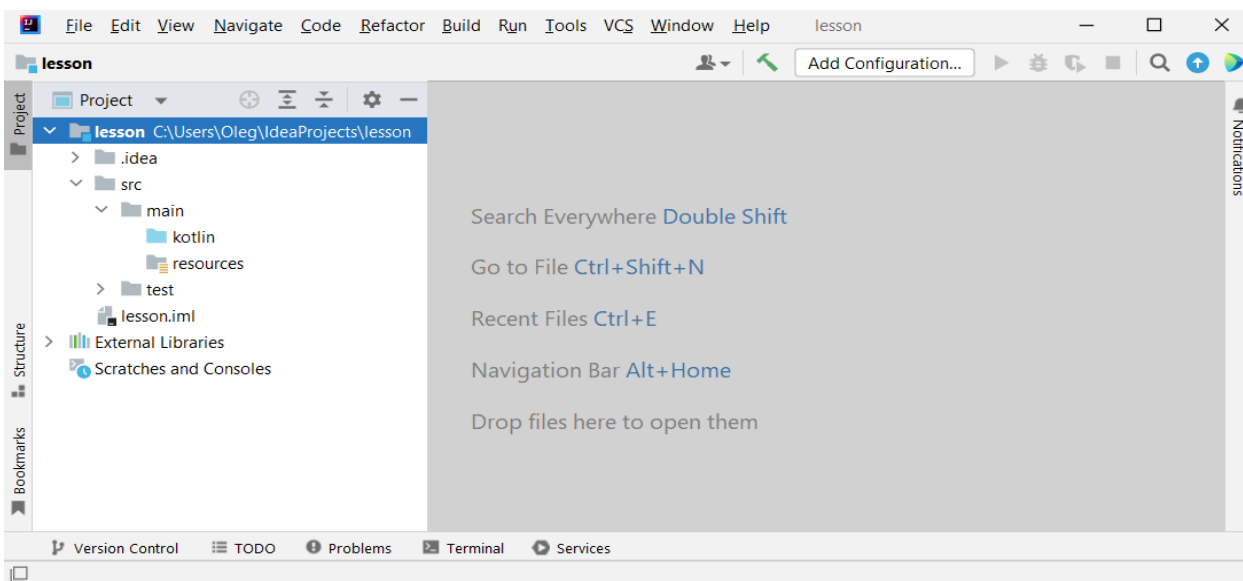 File Edit View Navigate Code Refactor Build Run Tools VCS Window Help lesson
lesson
Add Configuration...
Project
Project
lesson C:\Users\Oleg\IdeaProjects\lesson
.idea
src
main
kotlin
resources
test
lesson.iml
External Libraries
Scratches and Consoles
Search Everywhere Double Shift
Go to File Ctrl+Shift+N
Recent Files Ctrl+E
Navigation Bar Alt+Home
Drop files here to open them
Notifications
Structure
Bookmarks
Version Control TODO Problems Terminal Services